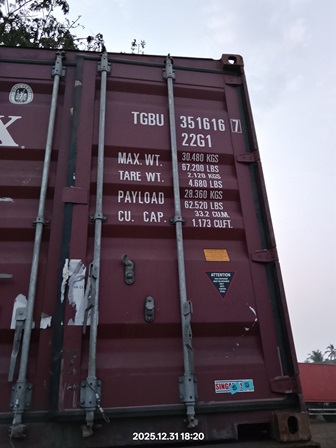 X
TGBU 351616 7
22G1
MAX. WT. 30.480 KGS
67.200 LBS
TARE WT. 2.120 KGS
4.680 LBS
PAYLOAD 28.360 KGS
62.520 LBS
CU. CAP. 33.2 CU.M.
1.173 CU.FT.
ATTENTION
2025.12.31 18:20